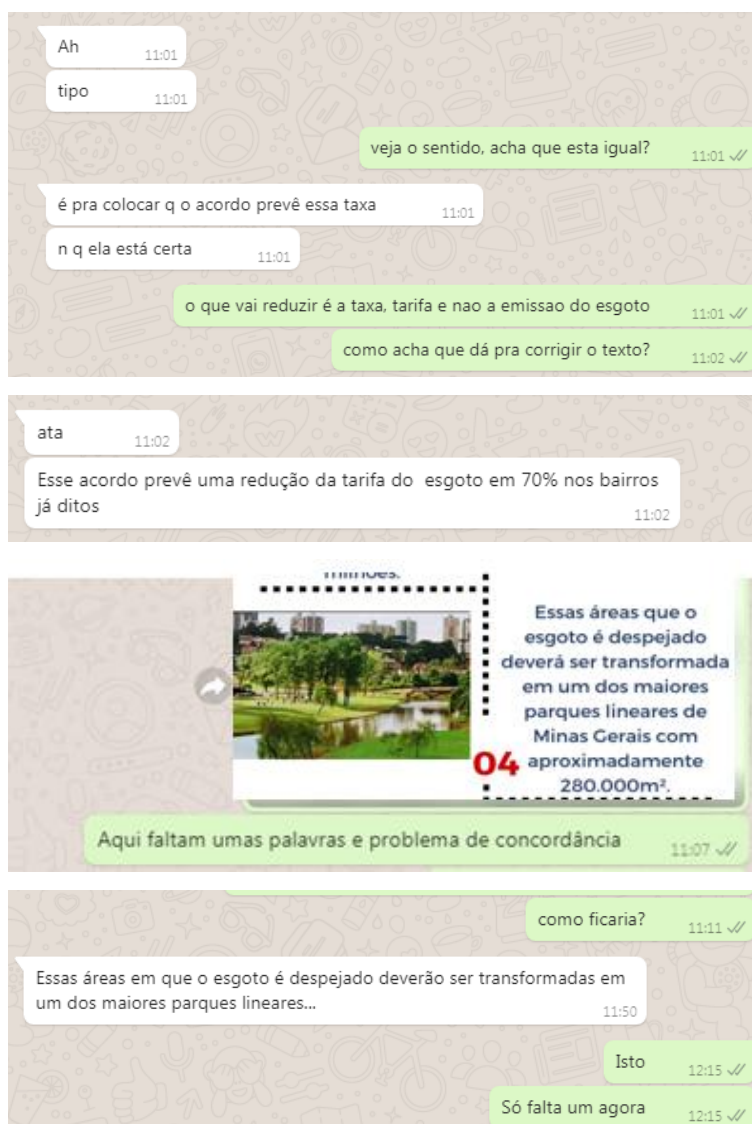 Ah
11:01
tipo
11:01
veja o sentido, acha que esta igual?
11:01
é pra colocar q o acordo prevê essa taxa
11:01
n q ela está certa
11:01
o que vai reduzir é a taxa, tarifa e nao a emissao do esgoto
11:01
como acha que dá pra corrigir o texto?
11:02
ata
11:02
Esse acordo prevê uma redução da tarifa do  esgoto em 70% nos bairros
já ditos
11:02
milhões.
Essas áreas que o
esgoto é despejado
deverá ser transformada
em um dos maiores
parques lineares de
Minas Gerais com
04 aproximadamente
280.000m².
Aqui faltam umas palavras e problema de concordância
11:07
como ficaria?
11:11
Essas áreas em que o esgoto é despejado deverão ser transformadas em
um dos maiores parques lineares...
11:50
Isto
12:15
Só falta um agora
12:15